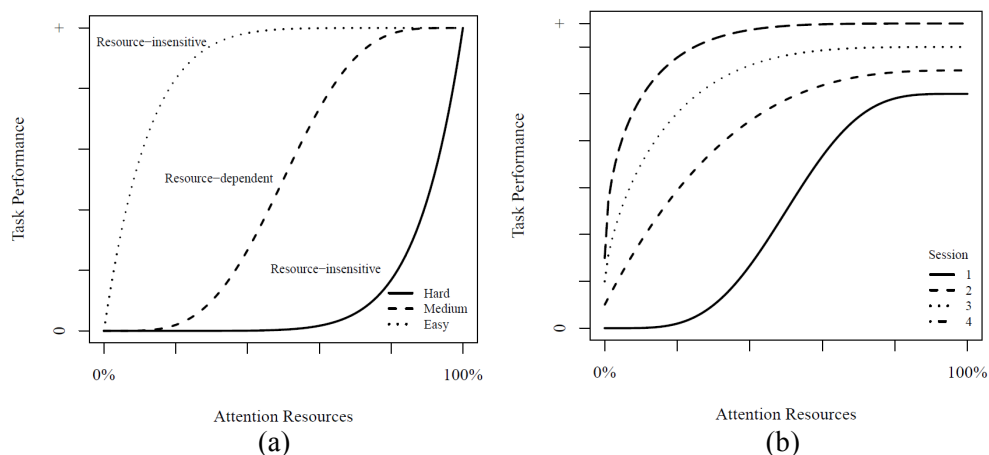 +
Resource−insensitive
Task Performance
Resource−dependent
Resource−insensitive
Hard
Medium
Easy
0
0%
100%
Attention Resources
(a)
+
Task Performance
Session
1
2
3
4
0
0%
100%
Attention Resources
(b)